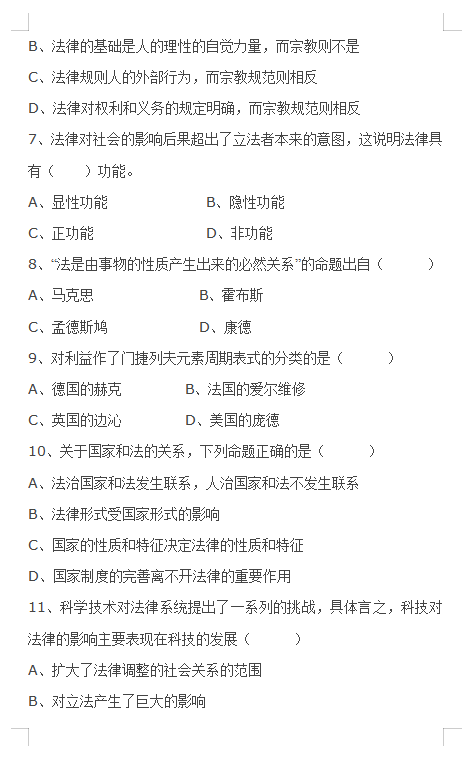 B、法律的基础是人的理性的自觉力量，而宗教则不是
C、法律规则人的外部行为，而宗教规范则相反
D、法律对权利和义务的规定明确，而宗教规范则相反
7、法律对社会的影响后果超出了立法者本来的意图，这说明法律具
有（　　）功能。
A、显性功能　　　　　　B、隐性功能
C、正功能　　　　　　　D、非功能
8、“法是由事物的性质产生出来的必然关系”的命题出自（　　　）
A、马克思　　　　　　　B、霍布斯
C、孟德斯鸠　　　　　　D、康德
9、对利益作了门捷列夫元素周期表式的分类的是（　　　）
A、德国的赫克　　　　B、法国的爱尔维修
C、英国的边沁　　　　D、美国的庞德
10、关于国家和法的关系，下列命题正确的是（　　　）
A、法治国家和法发生联系，人治国家和法不发生联系
B、法律形式受国家形式的影响
C、国家的性质和特征决定法律的性质和特征
D、国家制度的完善离不开法律的重要作用
11、科学技术对法律系统提出了一系列的挑战，具体言之，科技对
法律的影响主要表现在科技的发展（　　　）
A、扩大了法律调整的社会关系的范围
B、对立法产生了巨大的影响